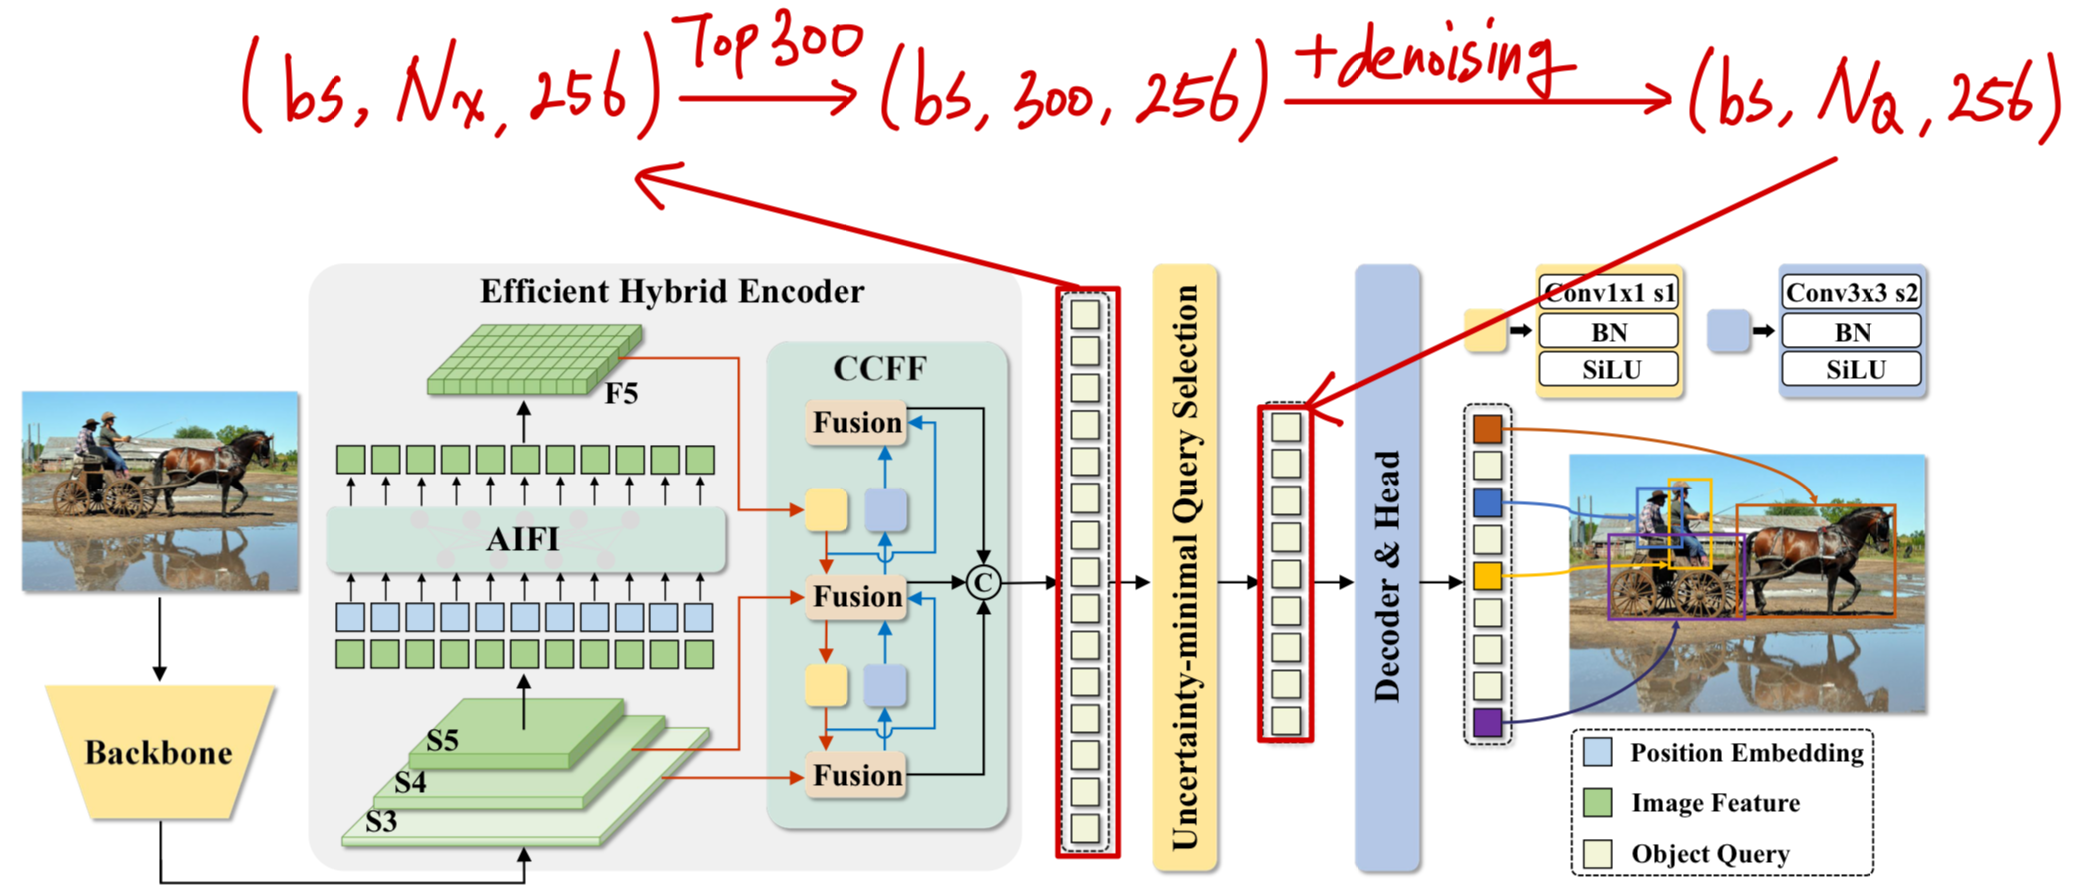 (bs, Nx, 256) Top300 (bs, 300, 256) +denoising (bs, NQ, 256)
Efficient Hybrid Encoder
F5
AIFI
S5
S4
S3
Backbone
CCFF
Fusion
Fusion
Fusion
C
Uncertainty-minimal Query Selection
Decoder & Head
Conv1x1 s1
BN
SiLU
Conv3x3 s2
BN
SiLU
Position Embedding
Image Feature
Object Query